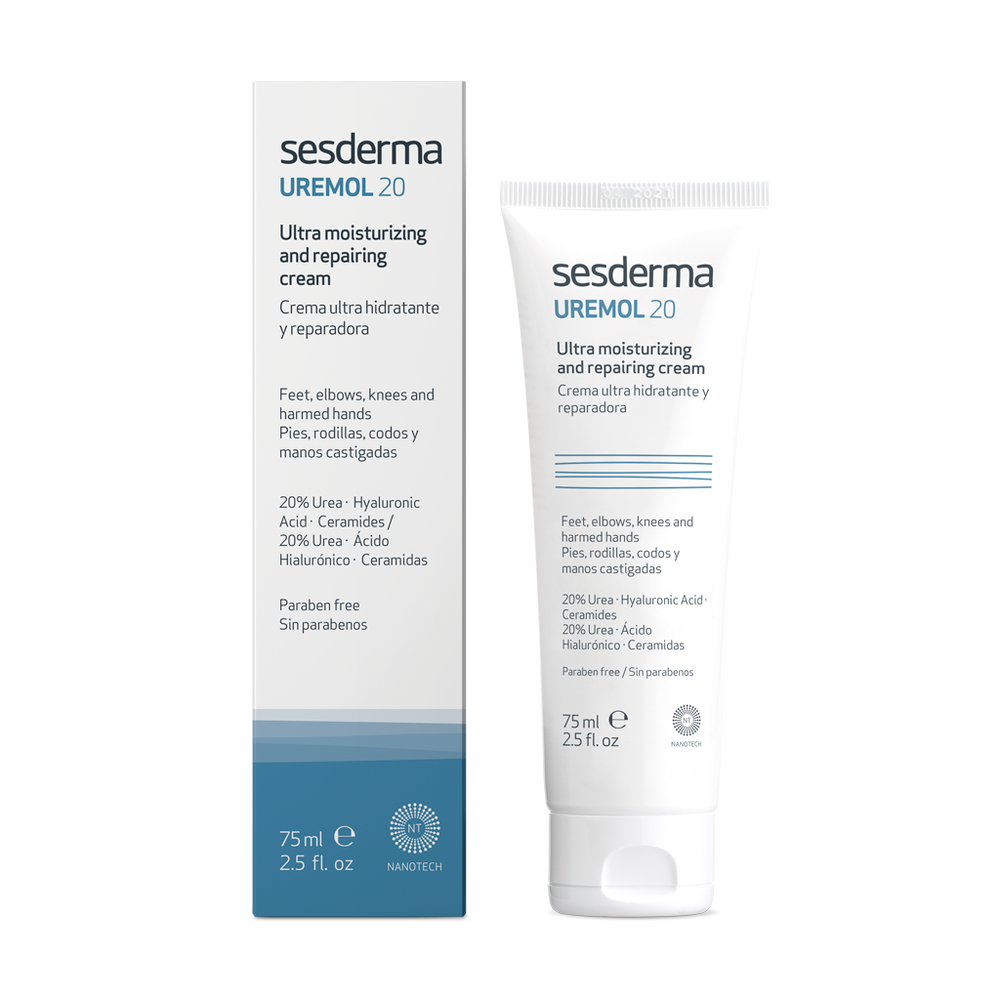 sesderma
UREMOL 20
Ultra moisturizing
and repairing
cream
Crema ultra hidratante
y reparadora
Feet, elbows, knees and
harmed hands
Pies, rodillas, codos y
manos castigadas
20% Urea · Hyaluronic
Acid · Ceramides /
20% Urea · Ácido
Hialurónico · Ceramidas
Paraben free
Sin parabenos
75 ml ℮
2.5 fl. oz
NT
NANOTECH
2021
sesderma
UREMOL 20
Ultra moisturizing
and repairing cream
Crema ultra hidratante y
reparadora
Feet, elbows, knees and
harmed hands
Pies, rodillas, codos y
manos castigadas
20% Urea · Hyaluronic Acid ·
Ceramides
20% Urea · Ácido
Hialurónico · Ceramidas
Paraben free / Sin parabenos
75 ml ℮
2.5 fl. oz
NT
NANOTECH